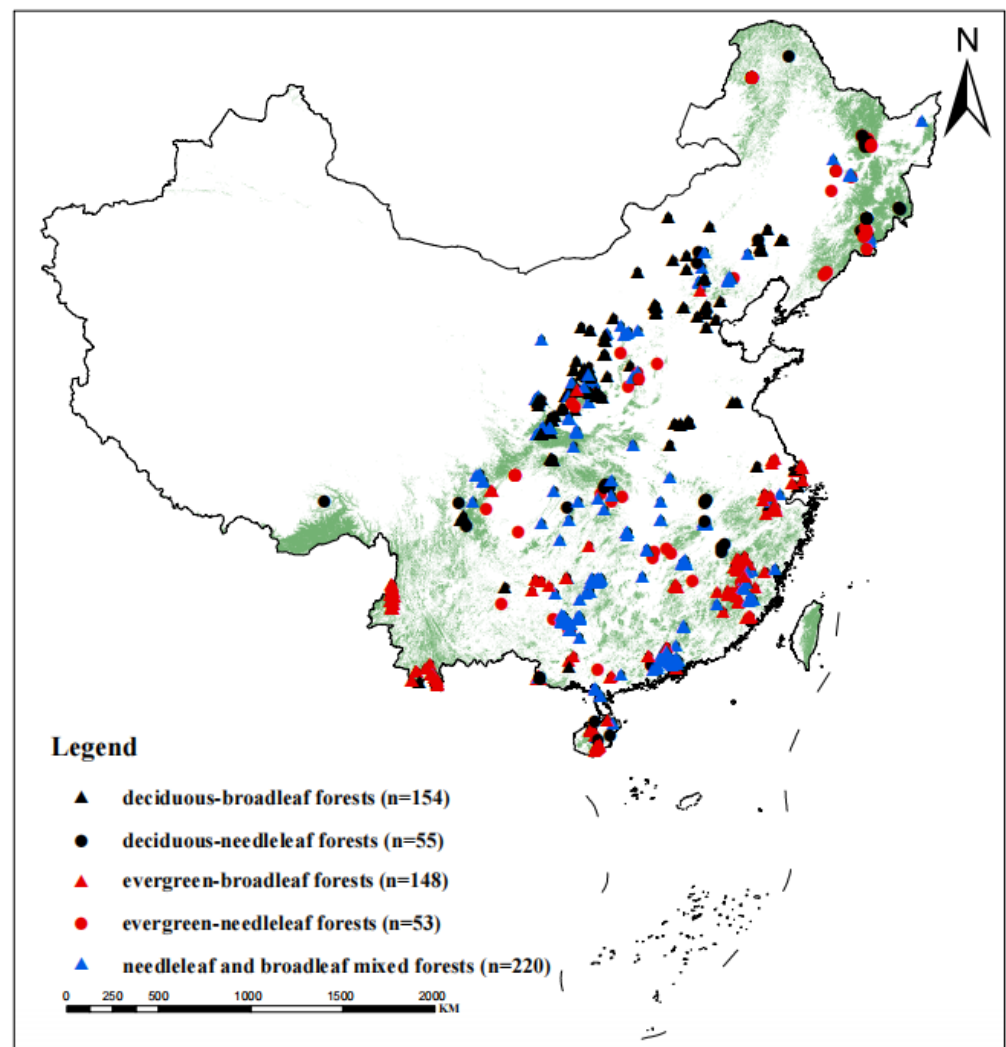 N
Legend
deciduous-broadleaf forests (n=154)
deciduous-needleleaf forests (n=55)
evergreen-broadleaf forests (n=148)
evergreen-needleleaf forests (n=53)
needleleaf and broadleaf mixed forests (n=220)
0 250 500 1000 1500 2000
KM